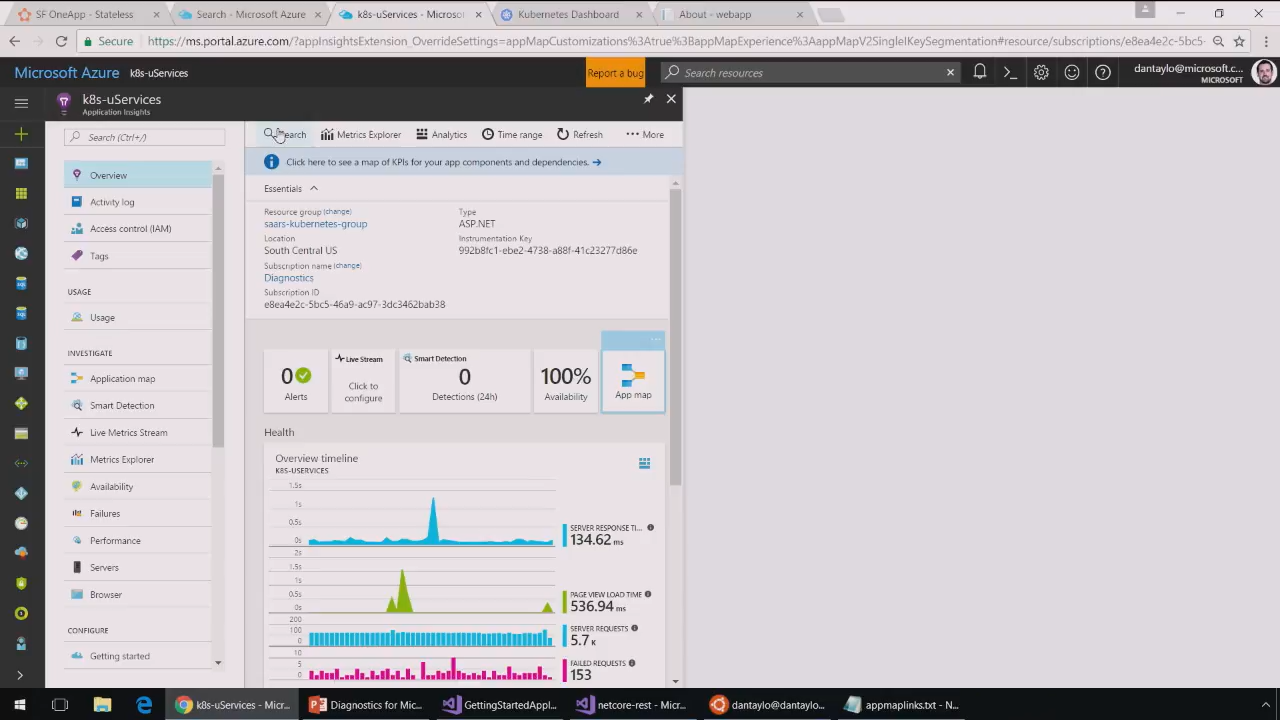 SF OneApp - Stateless
Search - Microsoft Azure
k8s-uServices - Microso
Kubernetes Dashboard
About - webapp
Secure
https://ms.portal.azure.com/?appInsightsExtension_OverrideSettings=appMapCustomizations%3Atrue%3BappMapExperience%3AappMapV2SingleIKeySegmentation#resource/subscriptions/e8ea4e2c-5bc5-
Microsoft Azure
k8s-uServices
Report a bug
Search resources
dantaylo@microsoft.c...
MICROSOFT
k8s-uServices
Application Insights
Search (Ctrl+/)
Overview
Activity log
Access control (IAM)
Tags
USAGE
Usage
INVESTIGATE
Application map
Smart Detection
Live Metrics Stream
Metrics Explorer
Availability
Failures
Performance
Servers
Browser
CONFIGURE
Getting started
Search
Metrics Explorer
Analytics
Time range
Refresh
More
Click here to see a map of KPIs for your app components and dependencies.
Essentials
Resource group (change)
saars-kubernetes-group
Location
South Central US
Subscription name (change)
Diagnostics
Subscription ID
e8ea4e2c-5bc5-46a9-ac97-3dc3462bab38
Type
ASP.NET
Instrumentation Key
992b8fc1-ebe2-4738-a88f-41c23277d86e
0
Alerts
Live Stream
Click to
configure
Smart Detection
0
Detections (24h)
100%
Availability
App map
Health
Overview timeline
K8S-USERVICES
1.5s
1s
0.5s
0s
SERVER RESPONSE TI...
134.62 ms
2s
1.5s
1s
0.5s
0s
PAGE VIEW LOAD TIME
536.94 ms
200
100
0
SERVER REQUESTS
5.7 K
10
5
0
FAILED REQUESTS
153
k8s-uServices - Micr...
Diagnostics for Mic...
GettingStartedAppl...
netcore-rest - Micr...
dantaylo@dantaylo...
appmaplinks.txt - N...